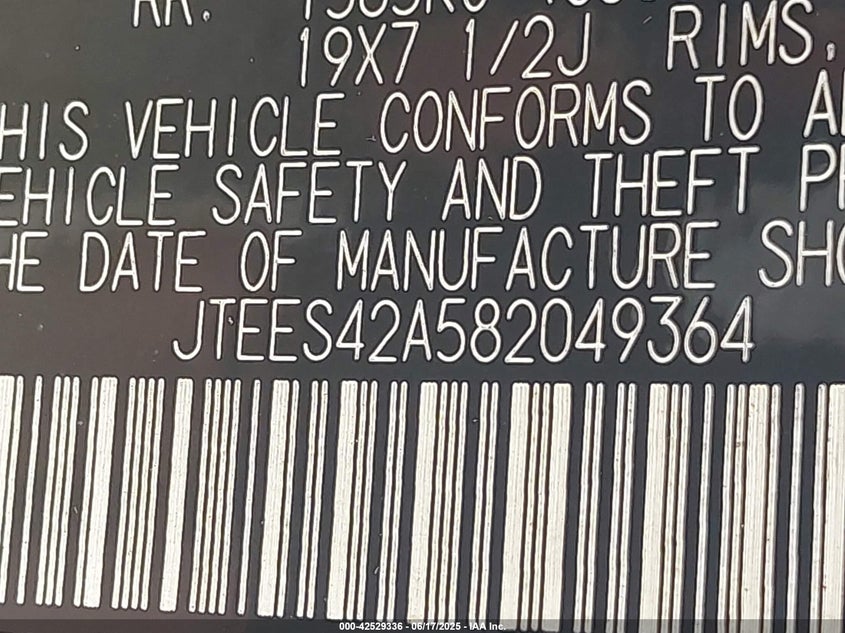 RR.
19X7 1/2J RIMS,
HIS VEHICLE CONFORMS TO
EHICLE SAFETY AND THEFT
HE DATE OF MANUFACTURE
JTEES42A582049364
000-42529336 - 06/17/2025 - IAA Inc.